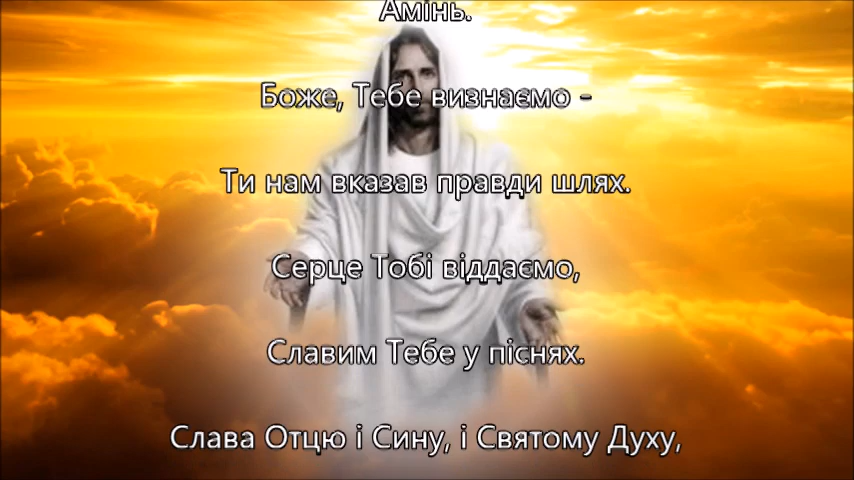 Амінь.
Боже, Тебе визнаємо –
Ти нам вказав правди шлях.
Серце Тобі віддаємо,
Славим Тебе у піснях.
Слава Отцю і Сину, і Святому Духу,